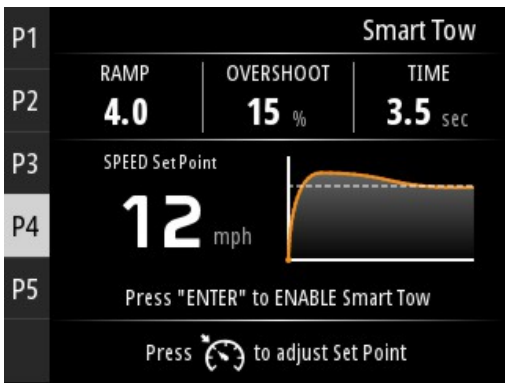 Smart Tow
P1
P2
P3
P4
P5
RAMP
4.0
OVERSHOOT
15 %
TIME
3.5 sec
SPEED Set Point
12 mph
Press "ENTER" to ENABLE Smart Tow
Press to adjust Set Point